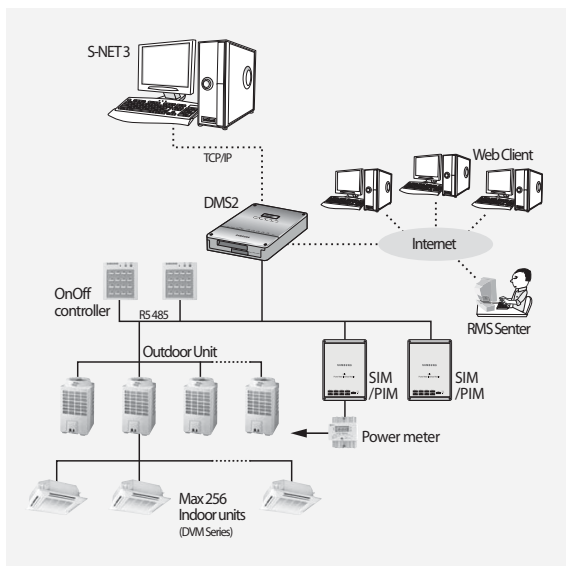 S-NET 3
TCP/IP
Web Client
DMS2
Internet
OnOff
controller
RS 485
RMS Senter
Outdoor Unit
SIM
/PIM
SIM
/PIM
Power meter
Max 256
Indoor units
(DVM Series)